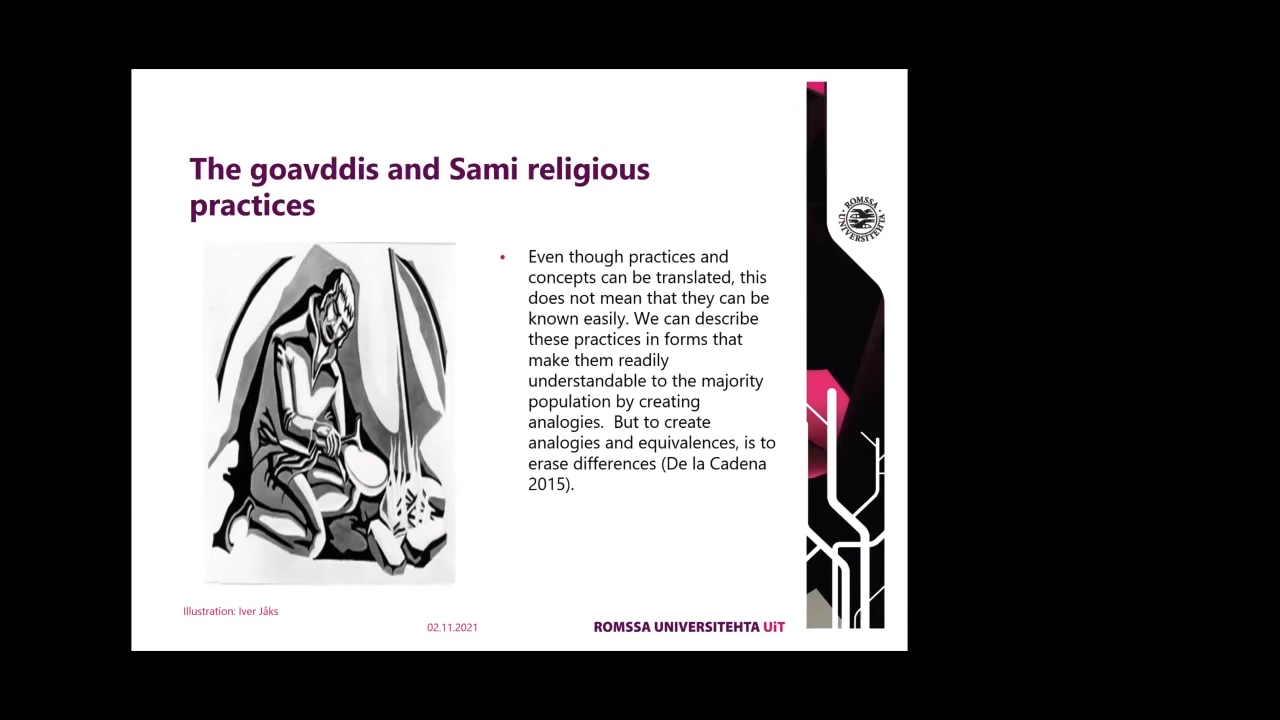 The goavddis and Sami religious
practices
• Even though practices and
concepts can be translated, this
does not mean that they can be
known easily. We can describe
these practices in forms that
make them readily
understandable to the majority
population by creating
analogies.  But to create
analogies and equivalences, is to
erase differences (De la Cadena
2015).
Illustration: Iver Jåks
02.11.2021
ROMSSA UNIVERSITEHTA UiT
ROMSSA
UNIVERSITEHTA